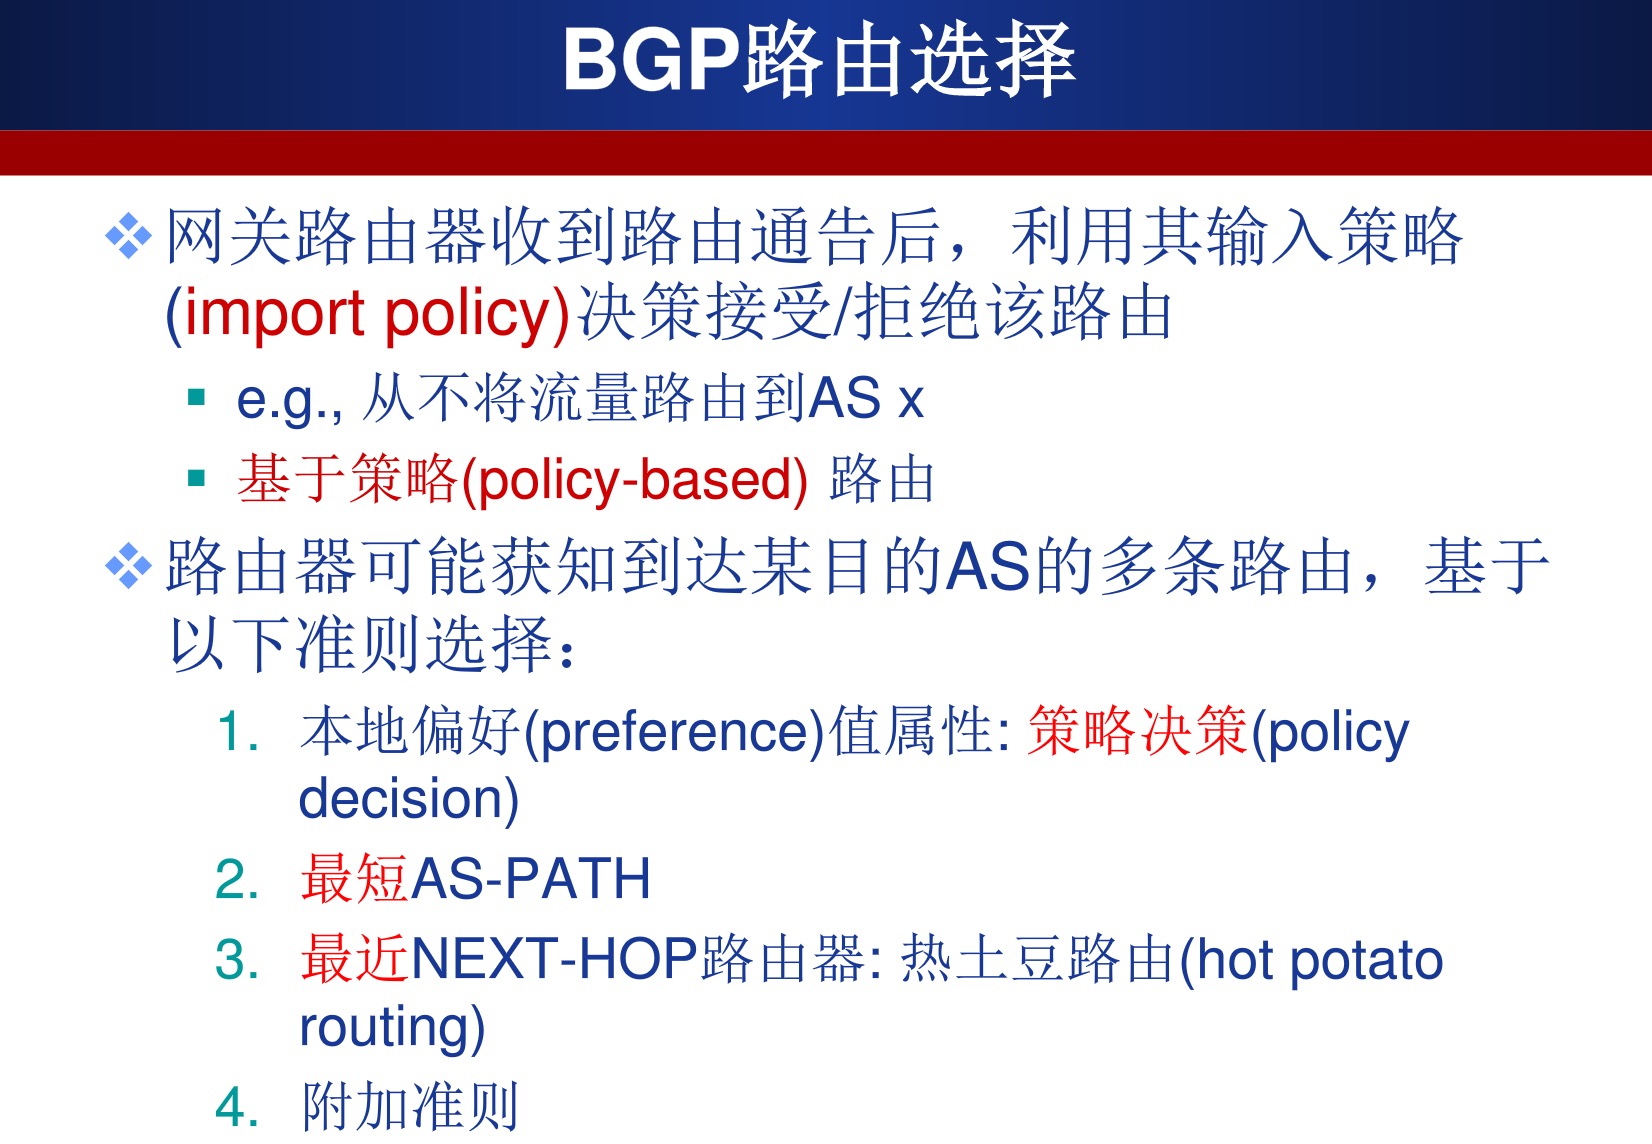 BGP路由选择
网关路由器收到路由通告后，利用其输入策略
(import policy)决策接受/拒绝该路由
e.g., 从不将流量路由到AS x
基于策略(policy-based) 路由
路由器可能获知到达某目的AS的多条路由，基于
以下准则选择：
1. 本地偏好(preference)值属性: 策略决策(policy
decision)
2. 最短AS-PATH
3. 最近NEXT-HOP路由器: 热土豆路由(hot potato
routing)
4. 附加准则